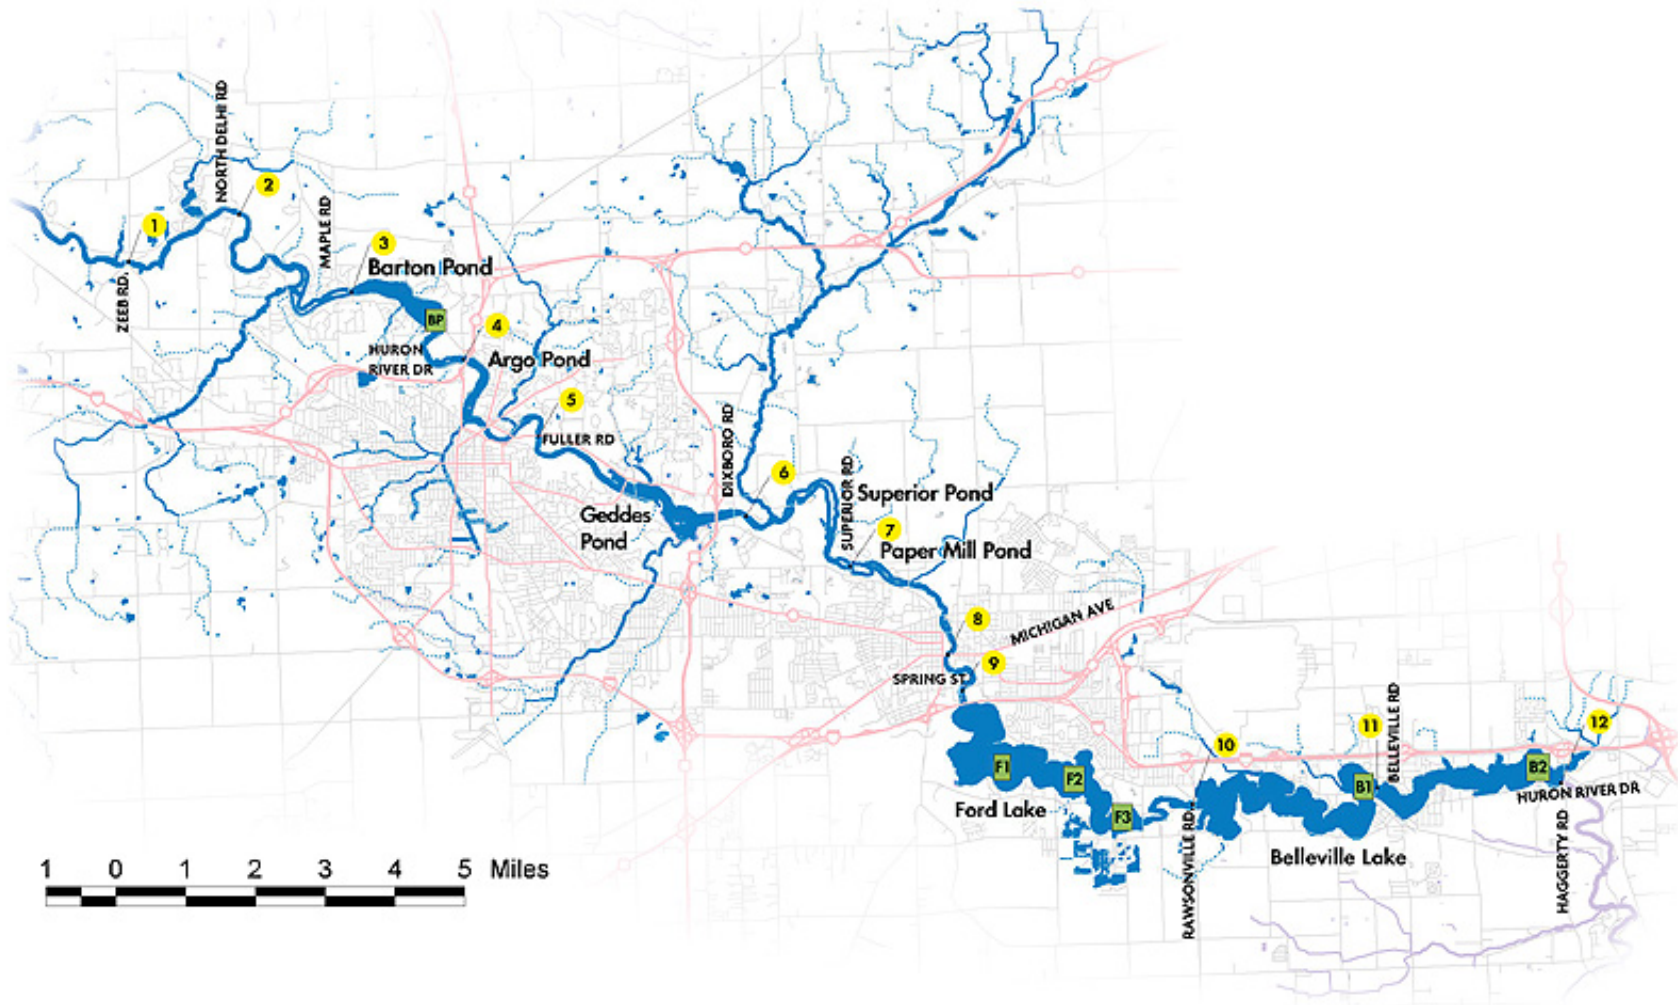 NORTH DELHI RD
2
1
MAPLE RD
3
Barton Pond
ZEEB RD.
BP
4
HURON
RIVER DR
Argo Pond
5
FULLER RD
DIXBORO RD
6
SUPERIOR RD
Superior Pond
Geddes
Pond
7
Paper Mill Pond
8
MICHIGAN AVE
9
SPRING ST
10
11
BELLEVILLE RD
12
F1
F2
F3
B1
B2
HURON RIVER DR
Ford Lake
RAWSONVILLE RD.
Belleville Lake
HAGGERTY RD
1 0 1 2 3 4 5 Miles